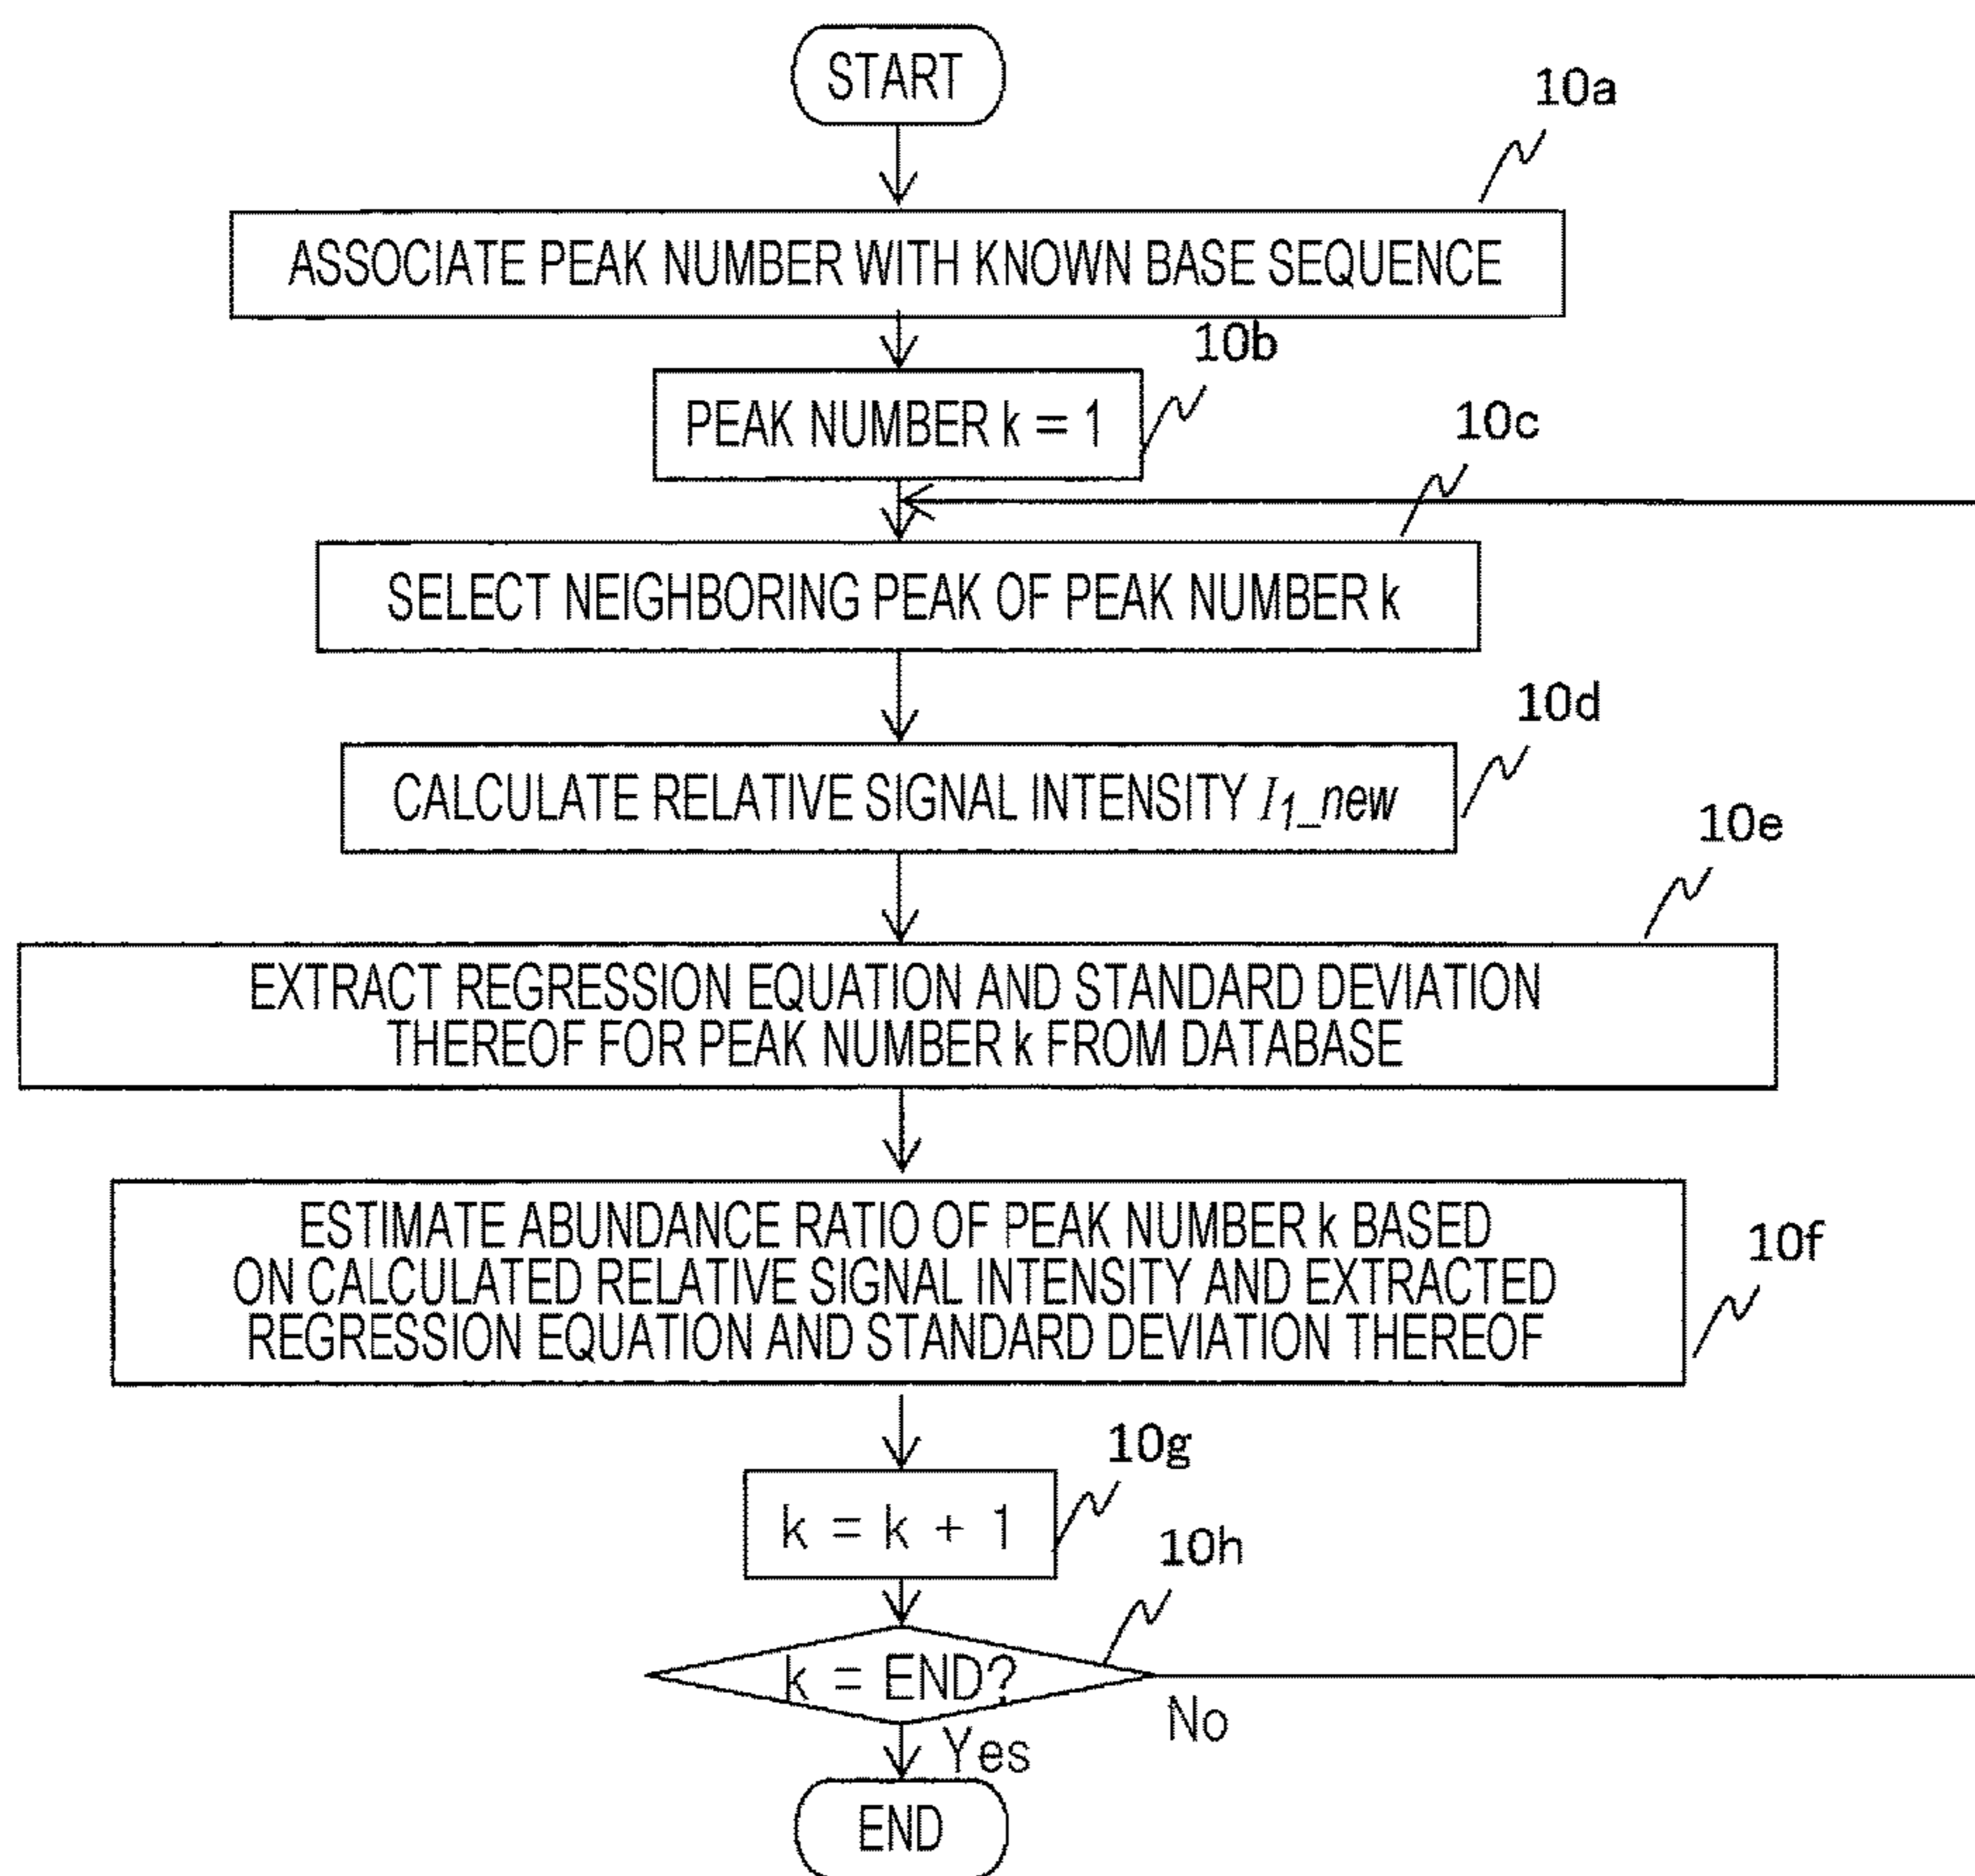 START
10a
ASSOCIATE PEAK NUMBER WITH KNOWN BASE SEQUENCE
10b
PEAK NUMBER k = 1
10c
SELECT NEIGHBORING PEAK OF PEAK NUMBER k
10d
CALCULATE RELATIVE SIGNAL INTENSITY I1_new
10e
EXTRACT REGRESSION EQUATION AND STANDARD DEVIATION
THEREOF FOR PEAK NUMBER k FROM DATABASE
ESTIMATE ABUNDANCE RATIO OF PEAK NUMBER k BASED
ON CALCULATED RELATIVE SIGNAL INTENSITY AND EXTRACTED
REGRESSION EQUATION AND STANDARD DEVIATION THEREOF
10f
10g
k = k + 1
10h
k = END?
No
Yes
END